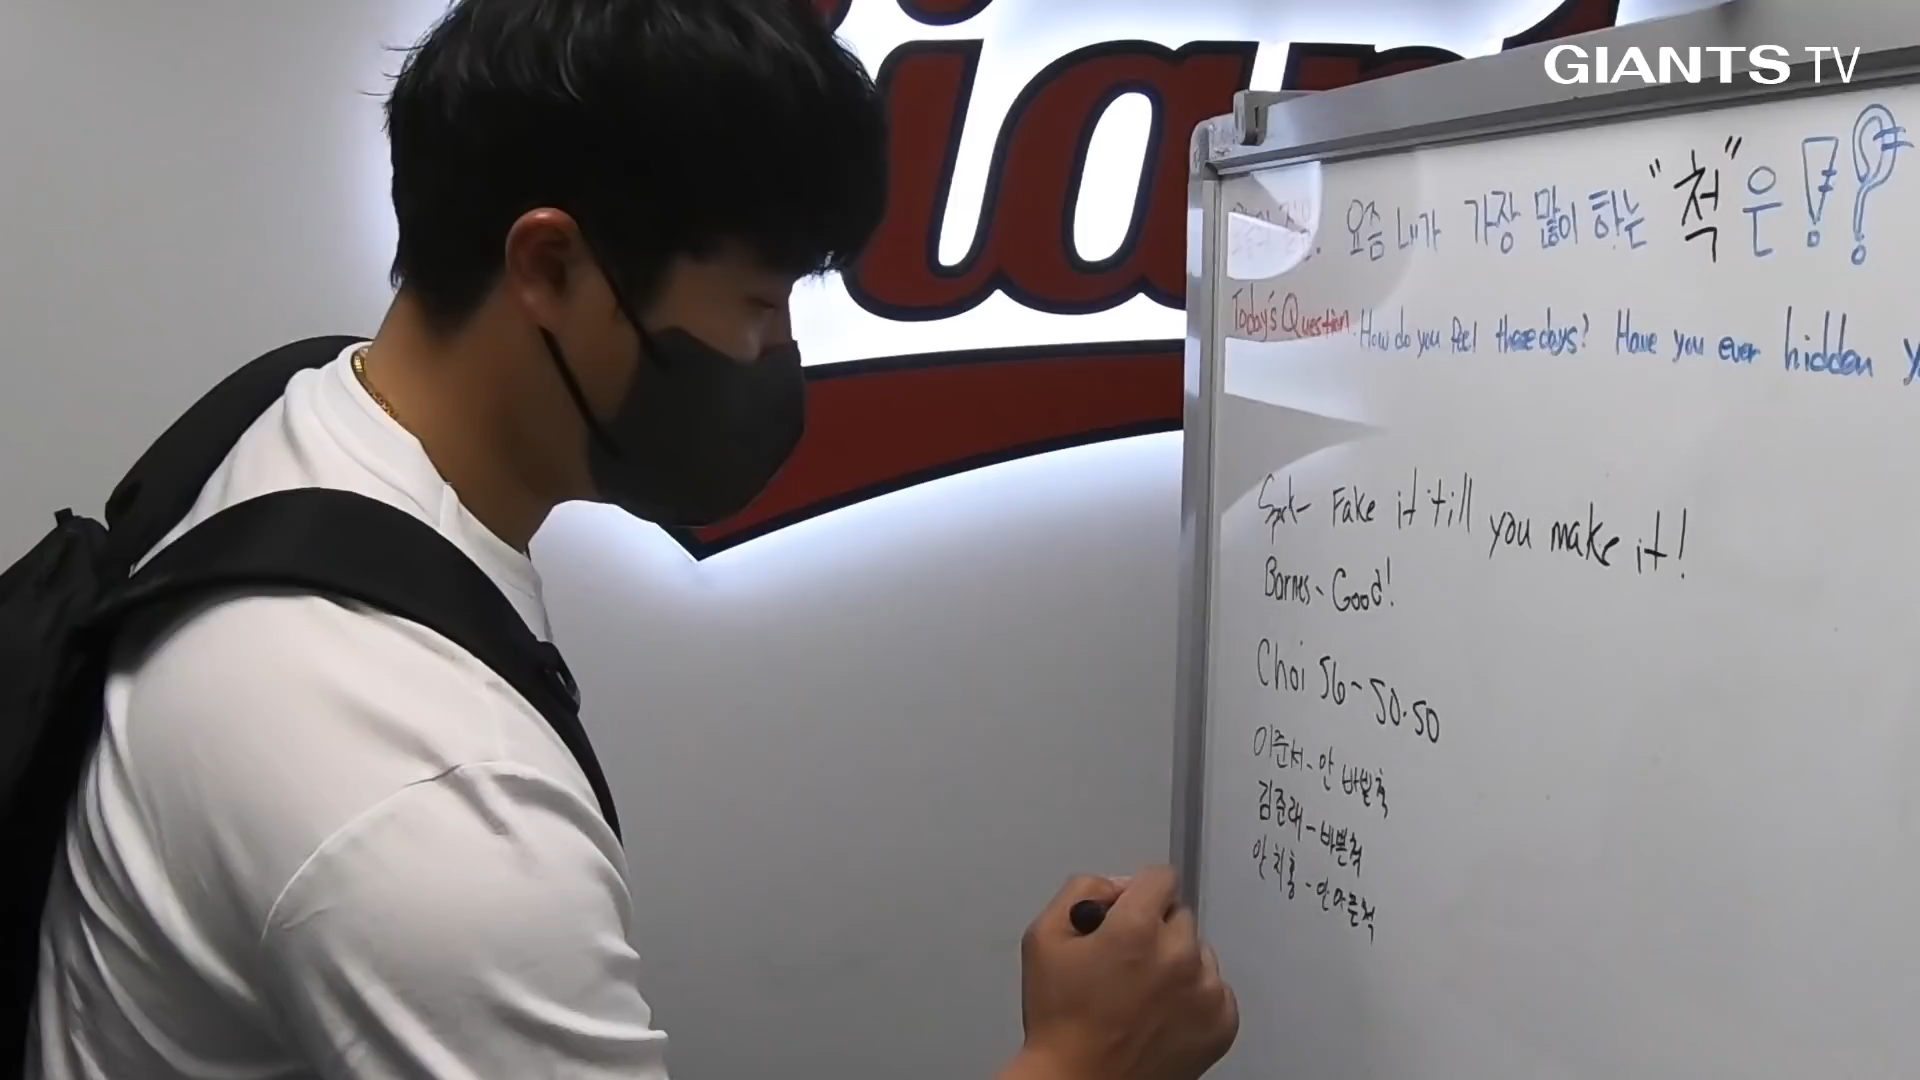 GIANTS TV
Giants
요즘 내가 가장 많이 하는 "척"은!?
Today's Question. How do you feel these days? Have you ever hidden
Fake it till you make it!
Barnes - Good!
Choi 56 - 50.50
이준서 - 안 바쁜척
김준래 - 바쁜척
안치홍 - 안아픈척